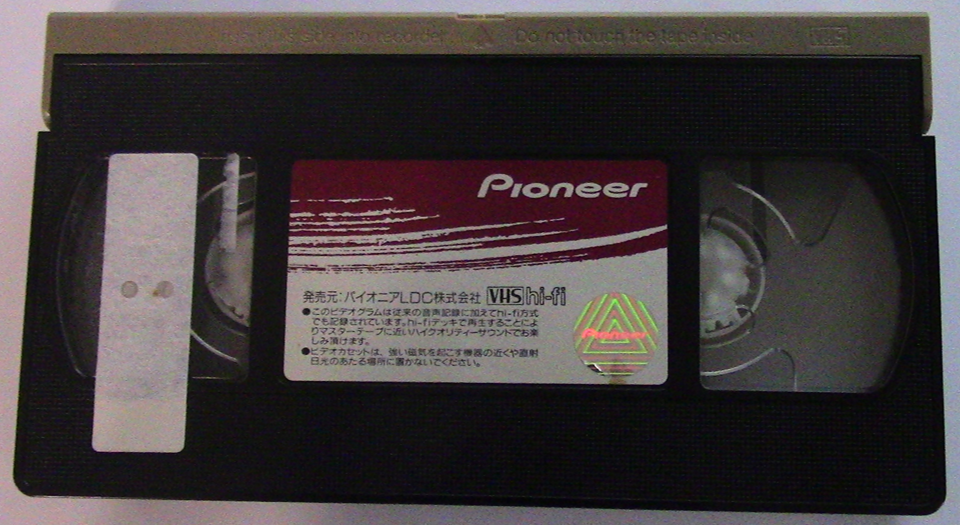 Insert this side into recorder. Do not touch the tape inside. VHS
Pioneer
発売元:パイオニアLDC株式会社 VHS hi-fi
●このビデオグラムは従来の音声記録に加えてhi-fi方式
でも記録されています。hi-fiデッキで再生することによ
りマスターテープに近いハイクオリティーサウンドでお楽
しみ頂けます。
●ビデオカセットは、強い磁気を起こす機器の近くや直射
日光のあたる場所に置かないでください。
Pioneer